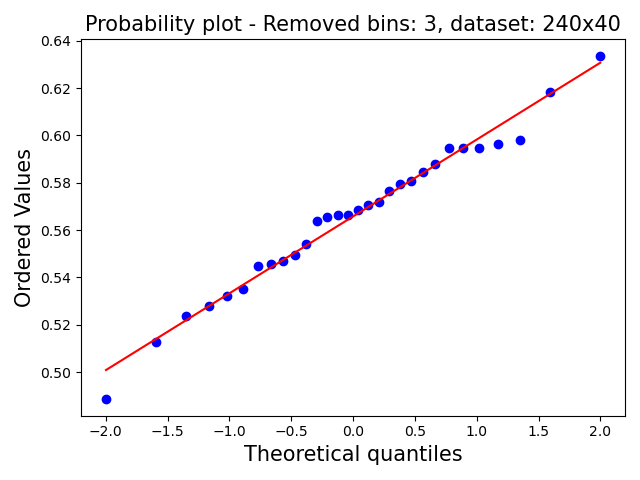 Probability plot - Removed bins: 3, dataset: 240x40
Ordered Values
0.64
0.62
0.60
0.58
0.56
0.54
0.52
0.50
−2.0 −1.5 −1.0 −0.5 0.0 0.5 1.0 1.5 2.0
Theoretical quantiles